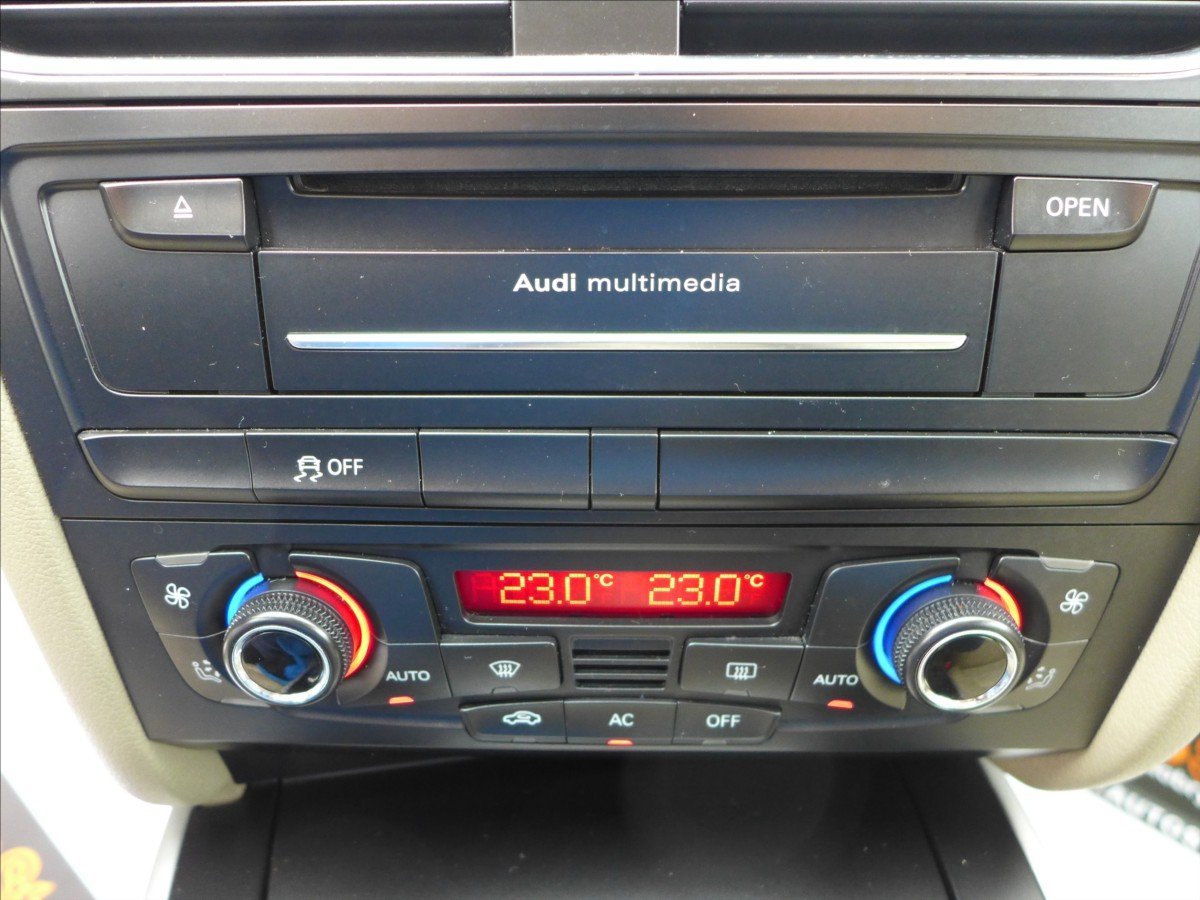 OPEN
Audi multimedia
OFF
23.0°C 23.0°C
AUTO
AUTO
AC
OFF